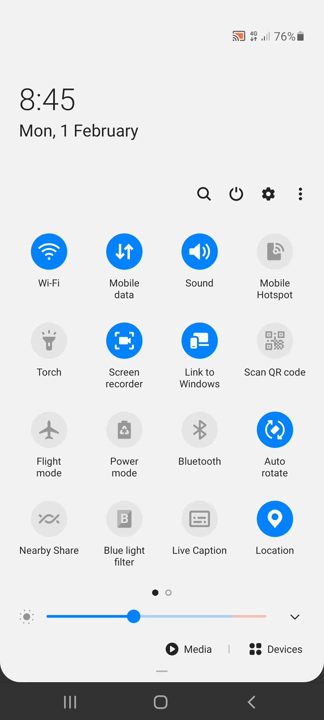 4G 76%
8:45
Mon, 1 February
Wi-Fi
Mobile
data
Sound
Mobile
Hotspot
Torch
Screen
recorder
Link to
Windows
Scan QR code
Flight
mode
Power
mode
Bluetooth
Auto
rotate
Nearby Share
B
Blue light
filter
Live Caption
Location
Media
Devices